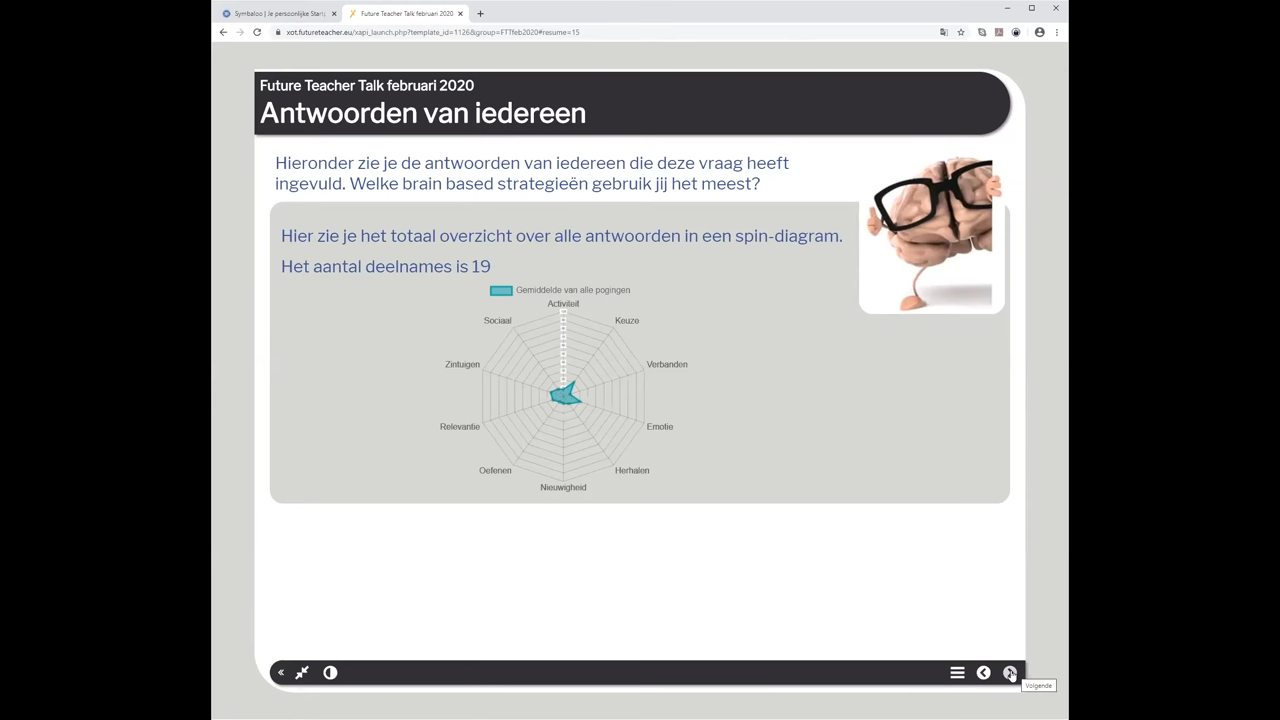 Symbaloo | Je persoonlijke Startp
Future Teacher Talk februari 2020
xot.futureteacher.eu/xapi_launch.php?template_id=1126&group=FTTfeb2020#resume=15
Future Teacher Talk februari 2020
Antwoorden van iedereen
Hieronder zie je de antwoorden van iedereen die deze vraag heeft
ingevuld. Welke brain based strategieën gebruik jij het meest?
Hier zie je het totaal overzicht over alle antwoorden in een spin-diagram.
Het aantal deelnames is 19
Gemiddelde van alle pogingen
Activiteit
Sociaal
Keuze
Zintuigen
Verbanden
Relevantie
Emotie
Oefenen
Herhalen
Nieuwigheid
Volgende